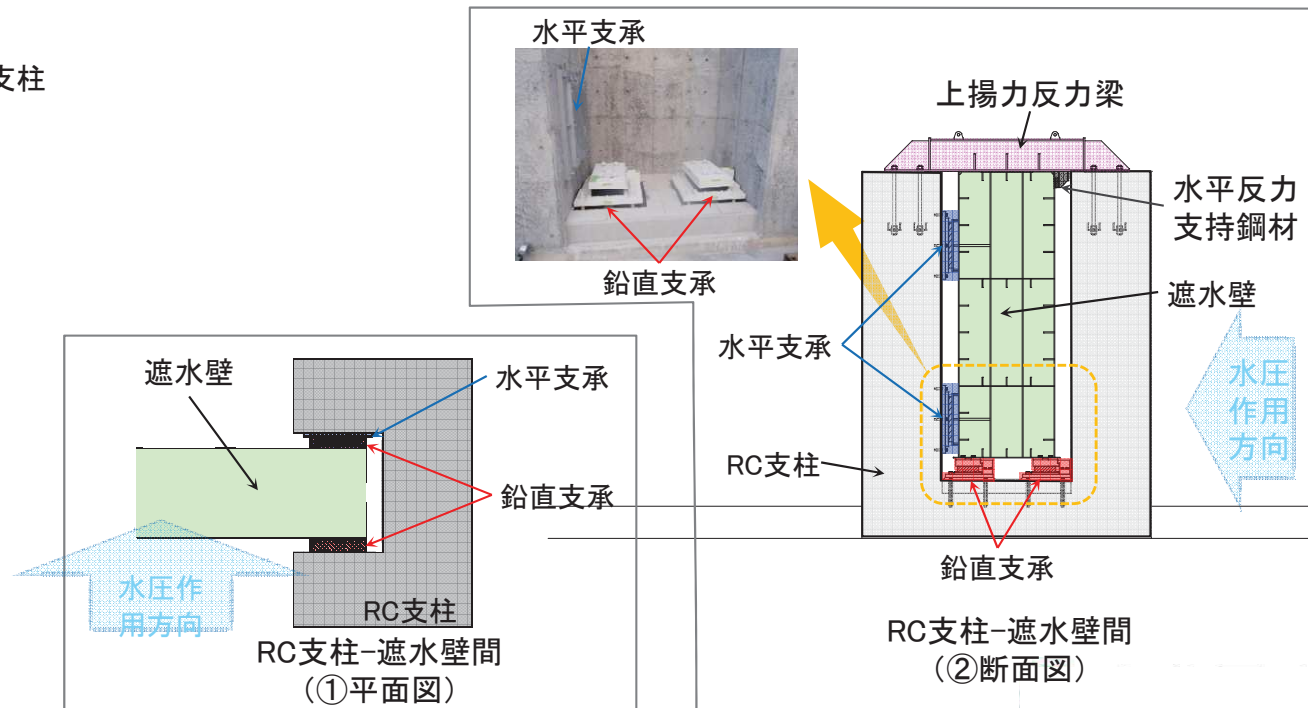 支柱
水平支承
鉛直支承
上揚力反力梁
水平反力
支持鋼材
遮水壁
水平支承
RC支柱
鉛直支承
水圧
作用
方向
RC支柱-遮水壁間
(②断面図)
遮水壁
水平支承
鉛直支承
水圧作
用方向
RC支柱
RC支柱-遮水壁間
(①平面図)